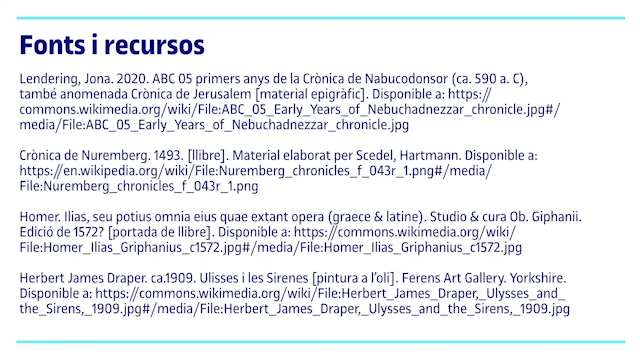 Fonts i recursos
Lendering, Jona. 2020. ABC 05 primers anys de la Crònica de Nabucodonsor (ca. 590 a. C),
també anomenada Crònica de Jerusalem [material epigràfic]. Disponible a: https://
commons.wikimedia.org/wiki/File:ABC_05_Early_Years_of_Nebuchadnezzar_chronicle.jpg#/
media/File:ABC_05_Early_Years_of_Nebuchadnezzar_chronicle.jpg
Crònica de Nuremberg. 1493. [llibre]. Material elaborat per Scedel, Hartmann. Disponible a:
https://en.wikipedia.org/wiki/File:Nuremberg_chronicles_f_043r_1.png#/media/
File:Nuremberg_chronicles_f_043r_1.png
Homer. Ilias, seu potius omnia eius quae extant opera (graece & latine). Studio & cura Ob. Giphanii.
Edició de 1572? [portada de llibre]. Disponible a: https://commons.wikimedia.org/wiki/
File:Homer_Ilias_Griphanius_c1572.jpg#/media/File:Homer_Ilias_Griphanius_c1572.jpg
Herbert James Draper. ca.1909. Ulisses i les Sirenes [pintura a l’oli]. Ferens Art Gallery. Yorkshire.
Disponible a: https://commons.wikimedia.org/wiki/File:Herbert_James_Draper,_Ulysses_and_
the_Sirens,_1909.jpg#/media/File:Herbert_James_Draper,_Ulysses_and_the_Sirens,_1909.jpg